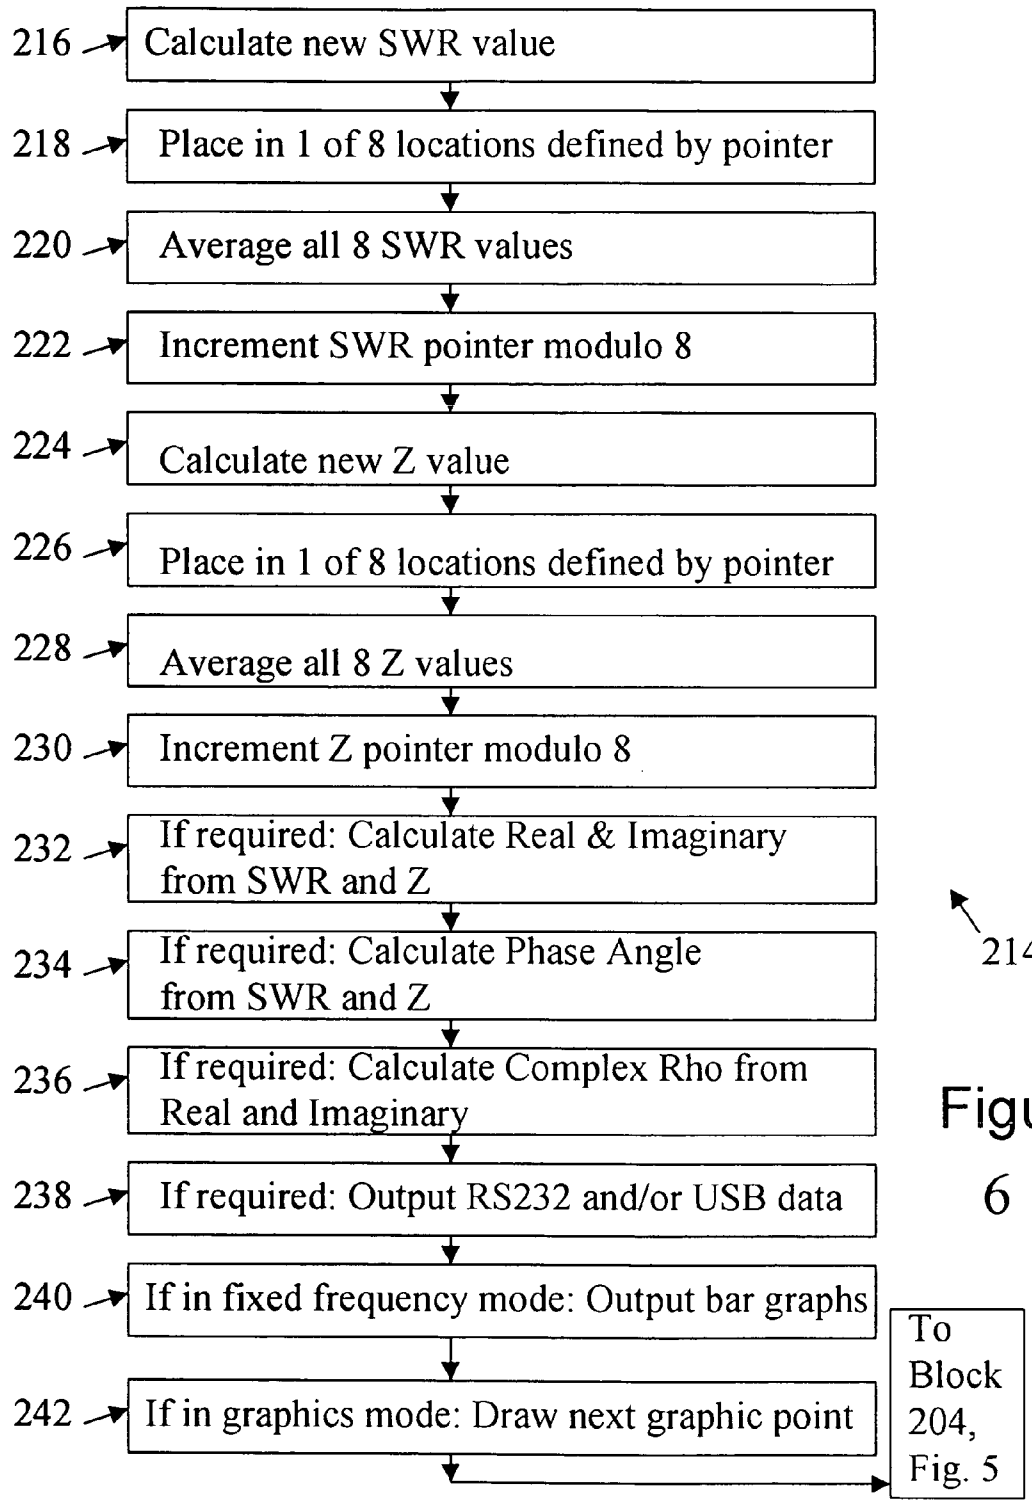 216 Calculate new SWR value
218 Place in 1 of 8 locations defined by pointer
220 Average all 8 SWR values
222 Increment SWR pointer modulo 8
224 Calculate new Z value
226 Place in 1 of 8 locations defined by pointer
228 Average all 8 Z values
230 Increment Z pointer modulo 8
232 If required: Calculate Real & Imaginary
from SWR and Z
214
234 If required: Calculate Phase Angle
from SWR and Z
236 If required: Calculate Complex Rho from
Real and Imaginary
Figu
6
238 If required: Output RS232 and/or USB data
240 If in fixed frequency mode: Output bar graphs
242 If in graphics mode: Draw next graphic point
To
Block
204,
Fig. 5